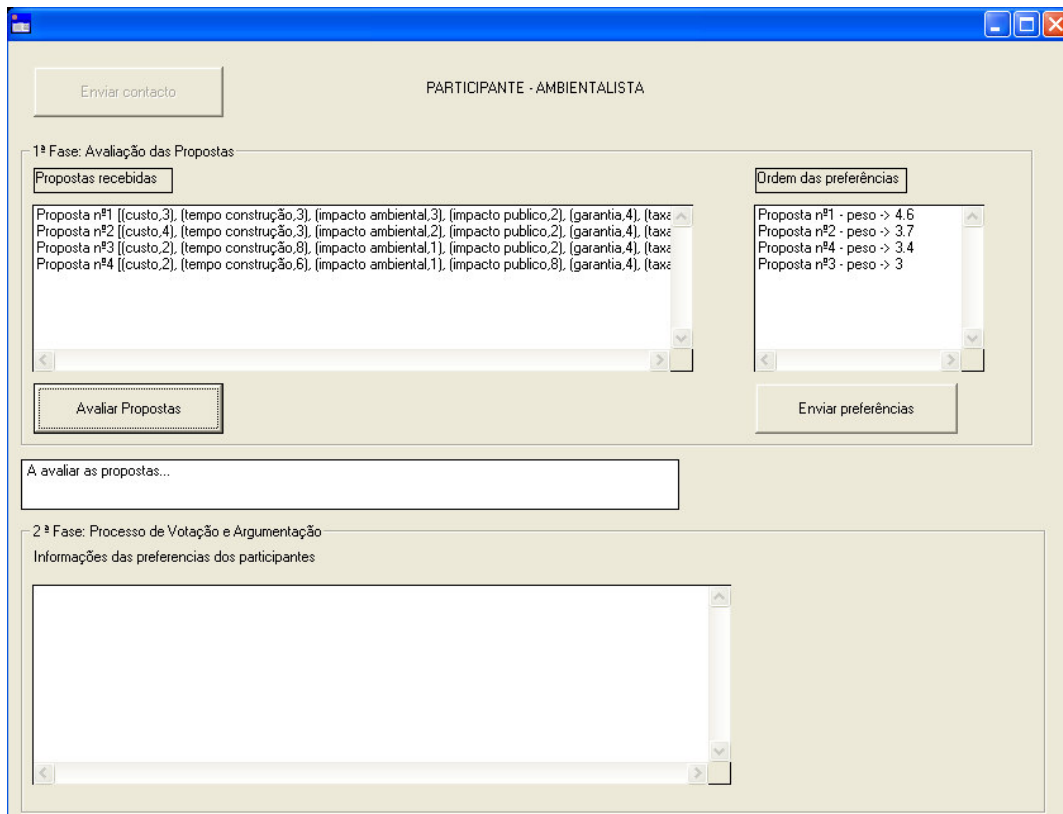 Enviar contacto
PARTICIPANTE - AMBIENTALISTA
1ª Fase: Avaliação das Propostas
Propostas recebidas
Proposta nº1 [(custo,3), (tempo construção,3), (impacto ambiental,3), (impacto publico,2), (garantia,4), (taxa
Proposta nº2 [(custo,4), (tempo construção,3), (impacto ambiental,2), (impacto publico,2), (garantia,4), (taxa
Proposta nº3 [(custo,2), (tempo construção,8), (impacto ambiental,1), (impacto publico,2), (garantia,4), (taxa
Proposta nº4 [(custo,2), (tempo construção,6), (impacto ambiental,1), (impacto publico,8), (garantia,4), (taxa
Ordem das preferências
Proposta nº1 - peso -> 4.6
Proposta nº2 - peso -> 3.7
Proposta nº4 - peso -> 3.4
Proposta nº3 - peso -> 3
Avaliar Propostas
Enviar preferências
A avaliar as propostas...
2 ª Fase: Processo de Votação e Argumentação
Informações das preferencias dos participantes